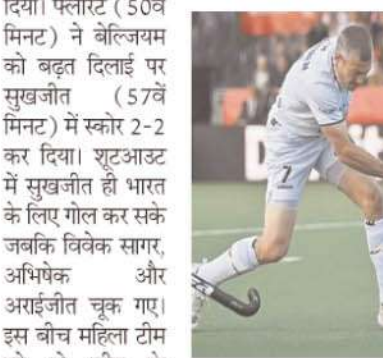 दिया। फ्लोरेंट (50वें
मिनट) ने बेल्जियम
को बढ़त दिलाई पर
सुखजीत (57वें
मिनट) में स्कोर 2-2
कर दिया। शूटआउट
में सुखजीत ही भारत
के लिए गोल कर सके
जबकि विवेक सागर,
अभिषेक और
अराईजीत चूक गए।
इस बीच महिला टीम
7